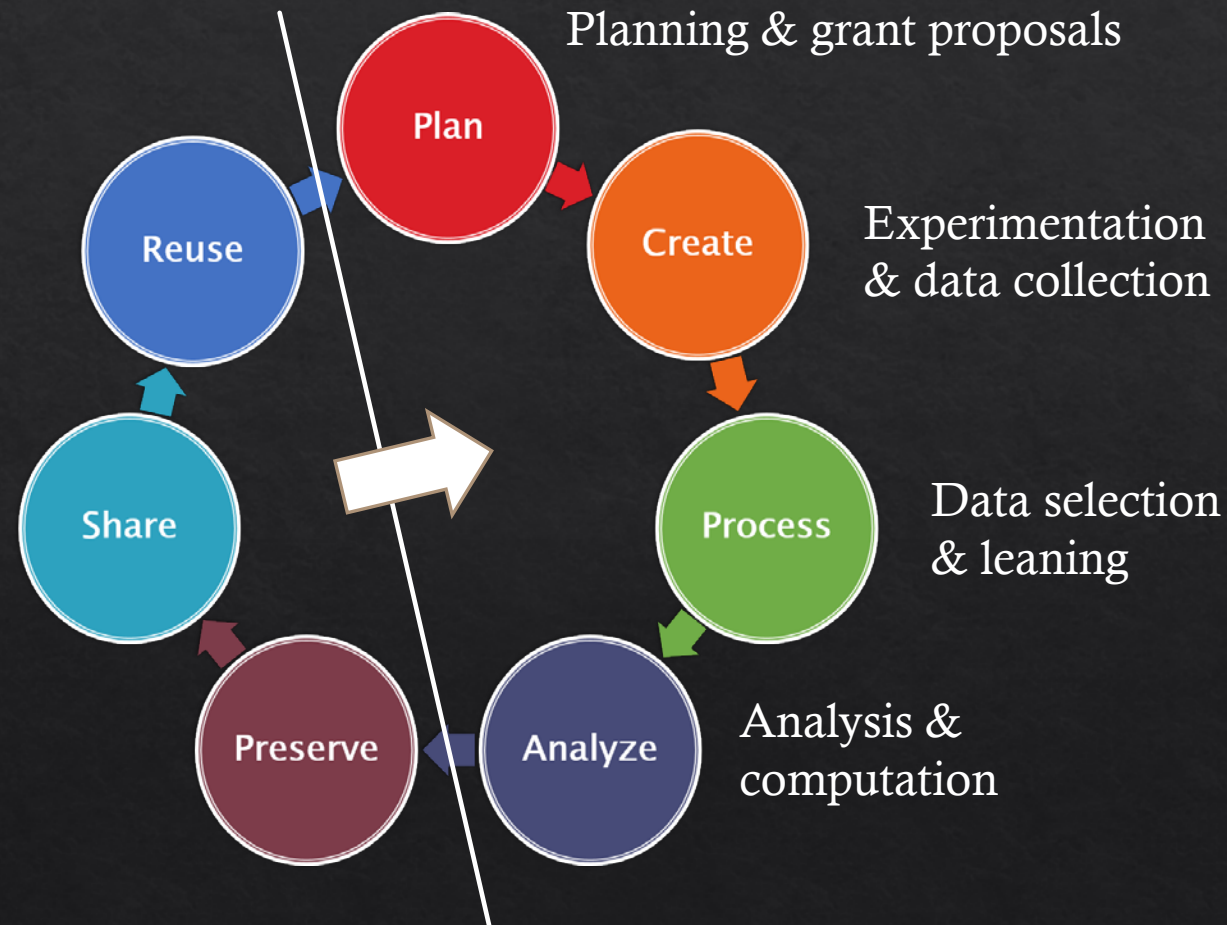 Planning & grant proposals
Plan
Create
Experimentation
& data collection
Reuse
Process
Data selection
& leaning
Share
Analyze
Analysis &
computation
Preserve